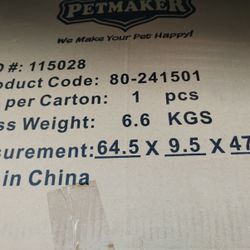 PETMAKER
We Make Your Pet Happy!
O #: 115028
oduct Code: 80-241501
per Carton: 1 pcs
ss Weight: 6.6 KGS
surement: 64.5 X 9.5 X 47
in China